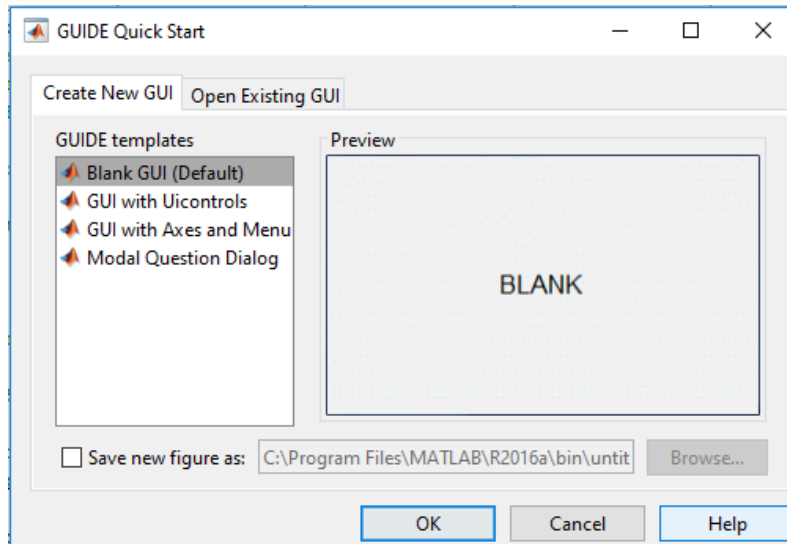 GUIDE Quick Start
Create New GUI
Open Existing GUI
GUIDE templates
Blank GUI (Default)
GUI with Uicontrols
GUI with Axes and Menu
Modal Question Dialog
Preview
BLANK
Save new figure as:
C:\Program Files\MATLAB\R2016a\bin\untit
Browse...
OK
Cancel
Help